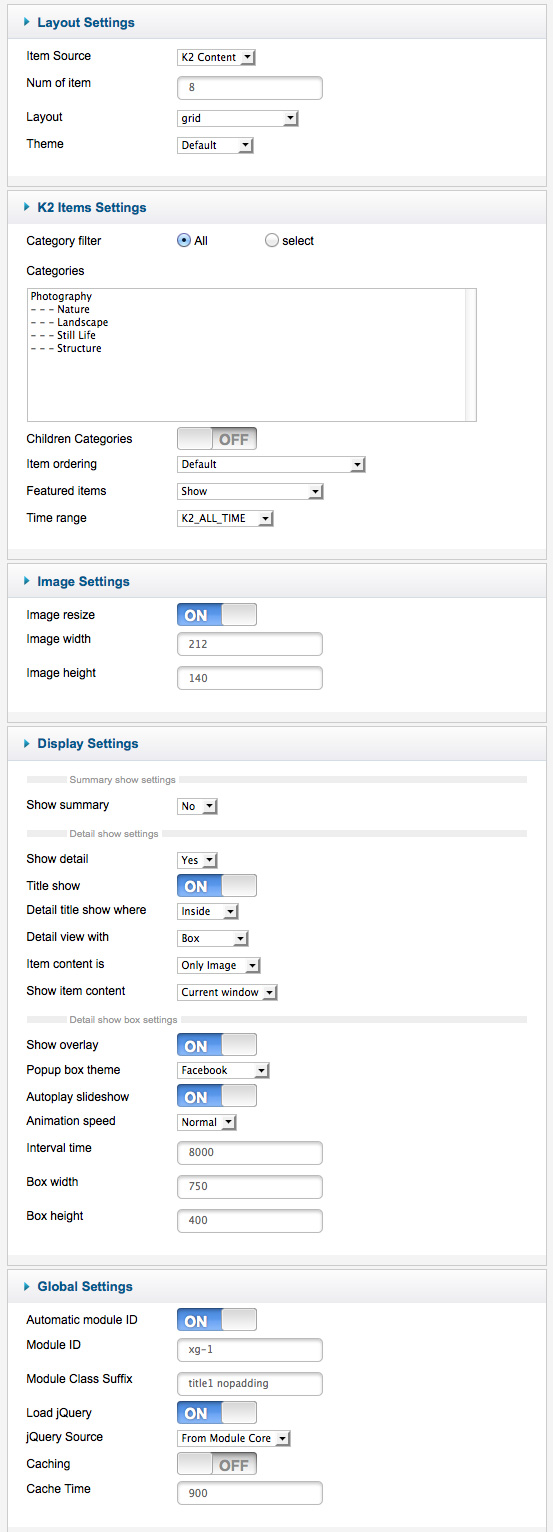 Layout Settings
Item Source K2 Content
Num of item 8
Layout grid
Theme Default
K2 Items Settings
Category filter All select
Categories
Photography
- - - Nature
- - - Landscape
- - - Still Life
- - - Structure
Children Categories OFF
Item ordering Default
Featured items Show
Time range K2_ALL_TIME
Image Settings
Image resize ON
Image width 212
Image height 140
Display Settings
Summary show settings
Show summary No
Detail show settings
Show detail Yes
Title show ON
Detail title show where Inside
Detail view with Box
Item content is Only Image
Show item content Current window
Detail show box settings
Show overlay ON
Popup box theme Facebook
Autoplay slideshow ON
Animation speed Normal
Interval time 8000
Box width 750
Box height 400
Global Settings
Automatic module ID ON
Module ID xg-1
Module Class Suffix title1 nopadding
Load jQuery ON
jQuery Source From Module Core
Caching OFF
Cache Time 900